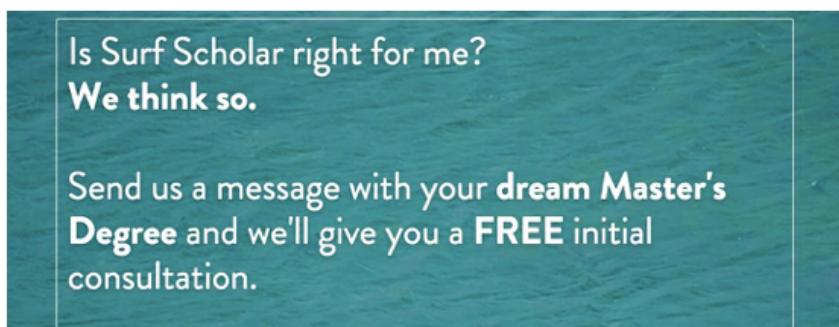 Is Surf Scholar right for me?
We think so.
Send us a message with your dream Master's
Degree and we'll give you a FREE initial
consultation.